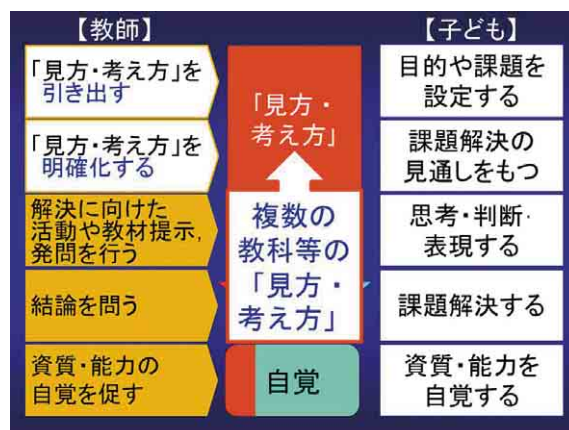 【教師】
「見方・考え方」を
引き出す
「見方・考え方」を
明確化する
解決に向けた
活動や教材提示,
発問を行う
結論を問う
資質・能力の
自覚を促す
「見方・
考え方」
複数の
教科等の
「見方・
考え方」
自覚
【子ども】
目的や課題を
設定する
課題解決の
見通しをもつ
思考・判断・
表現する
課題解決する
資質・能力を
自覚する